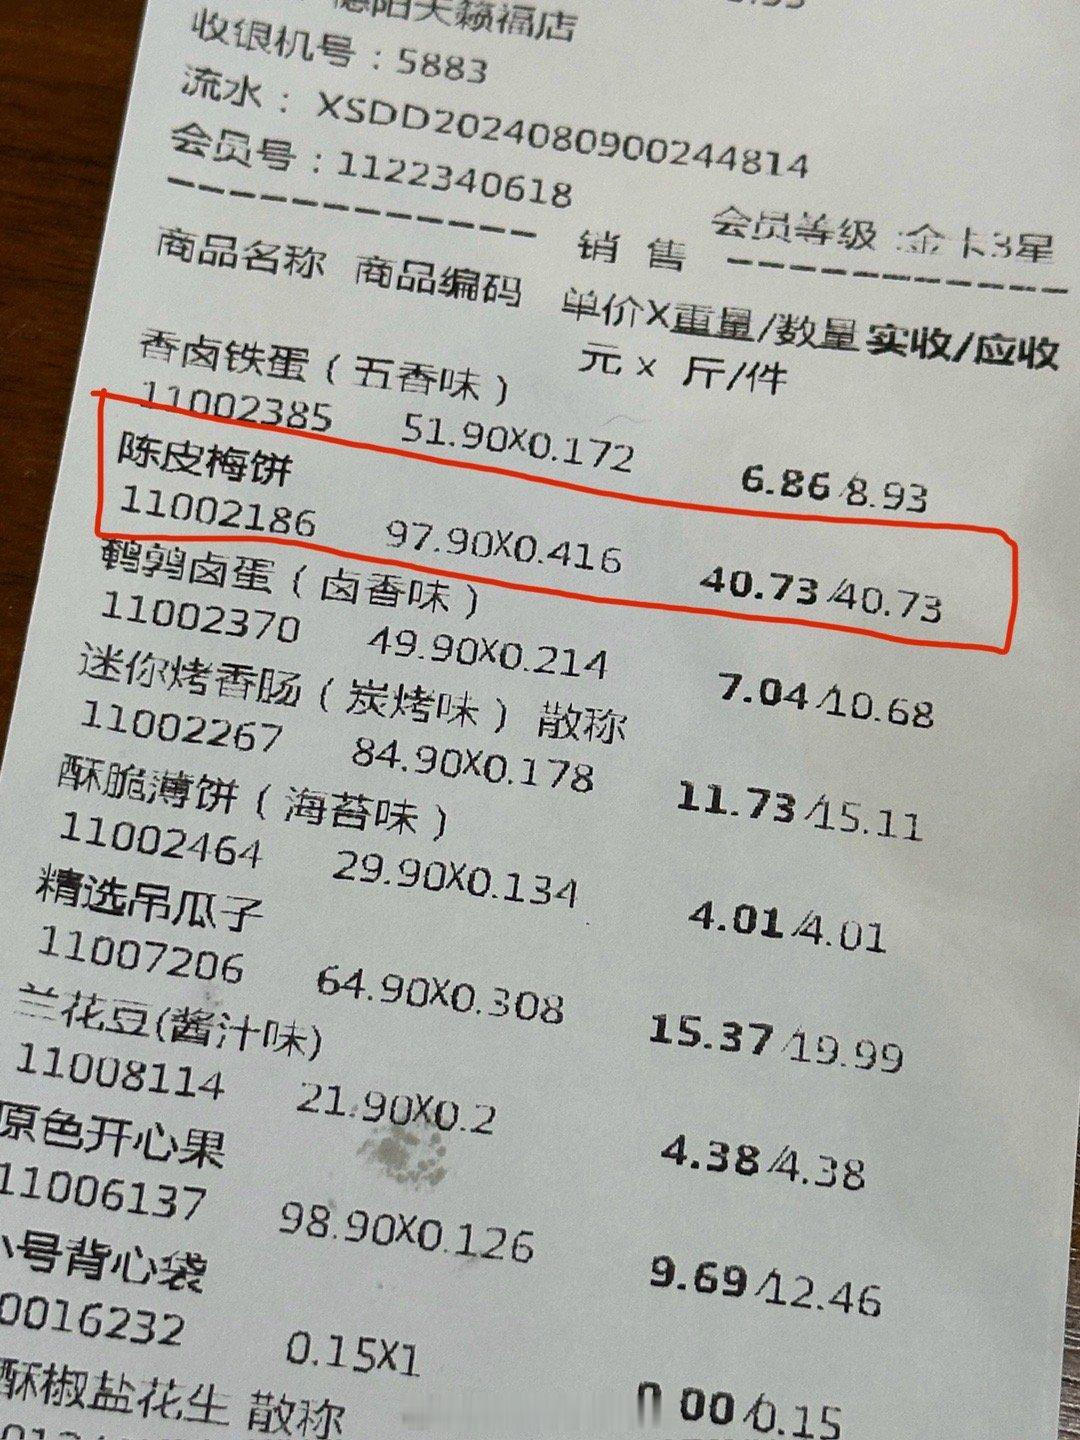 德阳天籁福店
收银机号：5883
流水： XSDD2024080900244814
会员号：1122340618
会员等级：金卡3星
销 售
商品名称 商品编码 单价X重量/数量 实收/应收
元 x 斤/件
香卤铁蛋（五香味）
11002385 51.90X0.172 6.86/8.93
陈皮梅饼
11002186 97.90X0.416 40.73/40.73
鹌鹑卤蛋（卤香味）
11002370 49.90X0.214 7.04/10.68
迷你烤香肠（炭烤味）散称
11002267 84.90X0.178 11.73/15.11
酥脆薄饼（海苔味）
11002464 29.90X0.134 4.01/4.01
精选吊瓜子
11007206 64.90X0.308 15.37/19.99
兰花豆(酱汁味)
11008114 21.90X0.2 4.38/4.38
原色开心果
11006137 98.90X0.126 9.69/12.46
小号背心袋
0016232 0.15X1 0.00/0.15
酥椒盐花生 散称